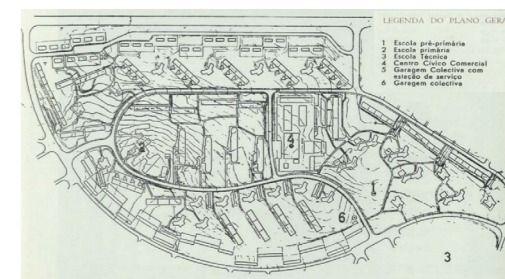 LEGENDA DO PLANO GERA
1 Escola pré-primária
2 Escola primária
3 Escola Técnica
4 Centro Cívico Comercial
5 Garagem Colectiva com
estação de serviço
6 Garagem colectiva
4
1
6
3